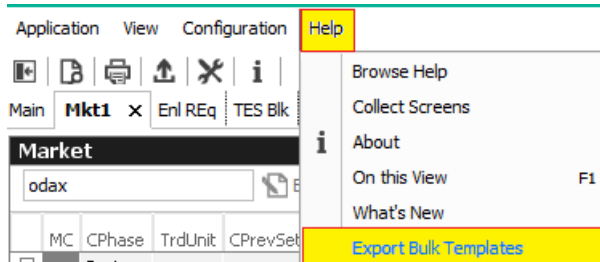 Application View Configuration Help
i
Browse Help
Main Mkt1 × Enl REq TES Blk
Collect Screens
Market
i About
odax
On this View F1
What's New
MC CPhase TrdUnit CPrevSet
Export Bulk Templates